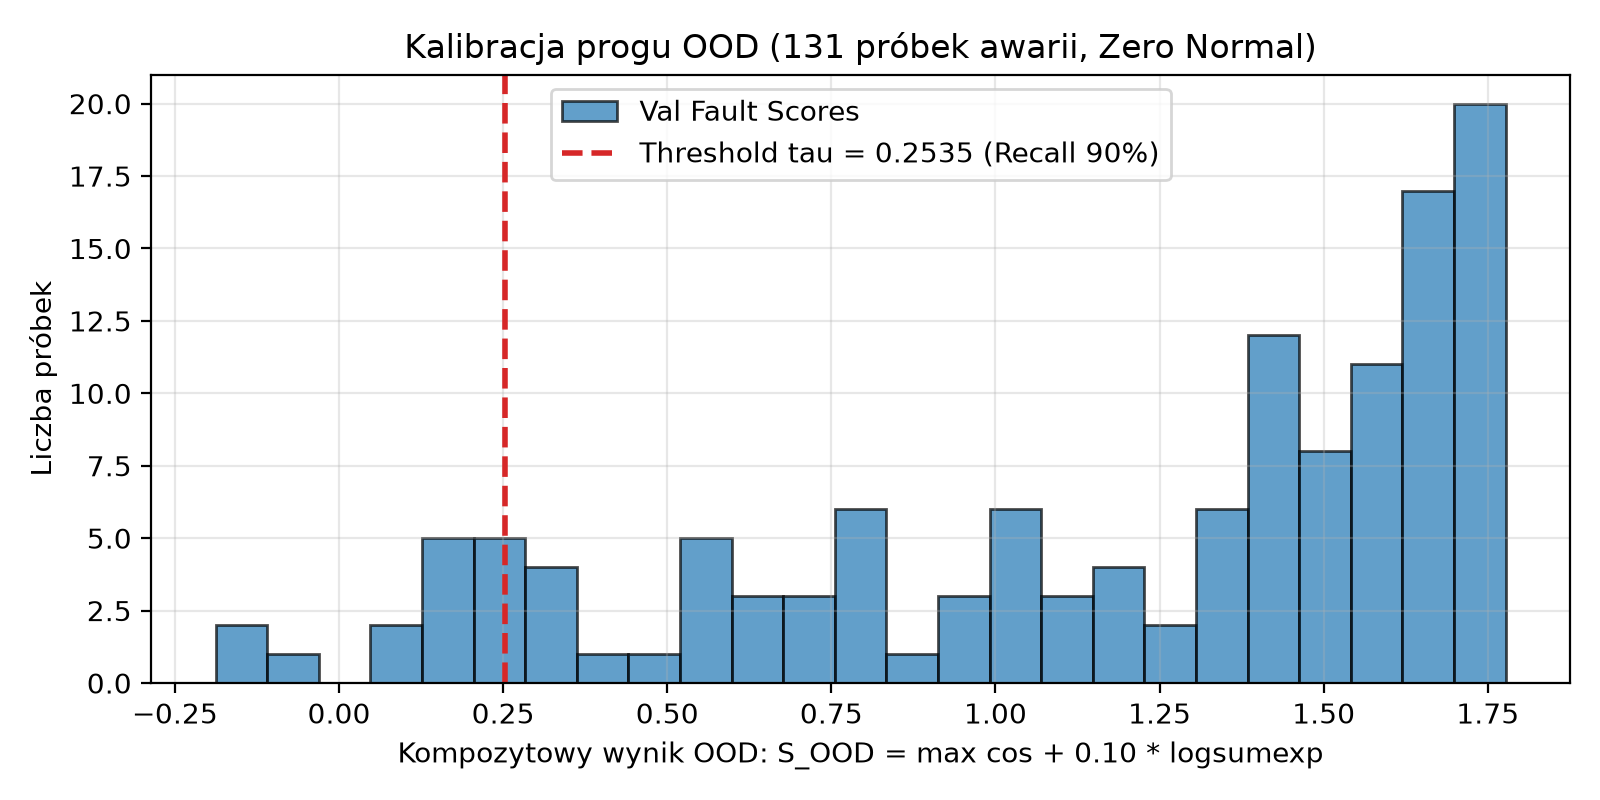 Kalibracja progu OOD (131 próbek awarii, Zero Normal)
Val Fault Scores
Threshold tau = 0.2535 (Recall 90%)
Liczba próbek
20.0
17.5
15.0
12.5
10.0
7.5
5.0
2.5
0.0
−0.25 0.00 0.25 0.50 0.75 1.00 1.25 1.50 1.75
Kompozytowy wynik OOD: S_OOD = max cos + 0.10 * logsumexp